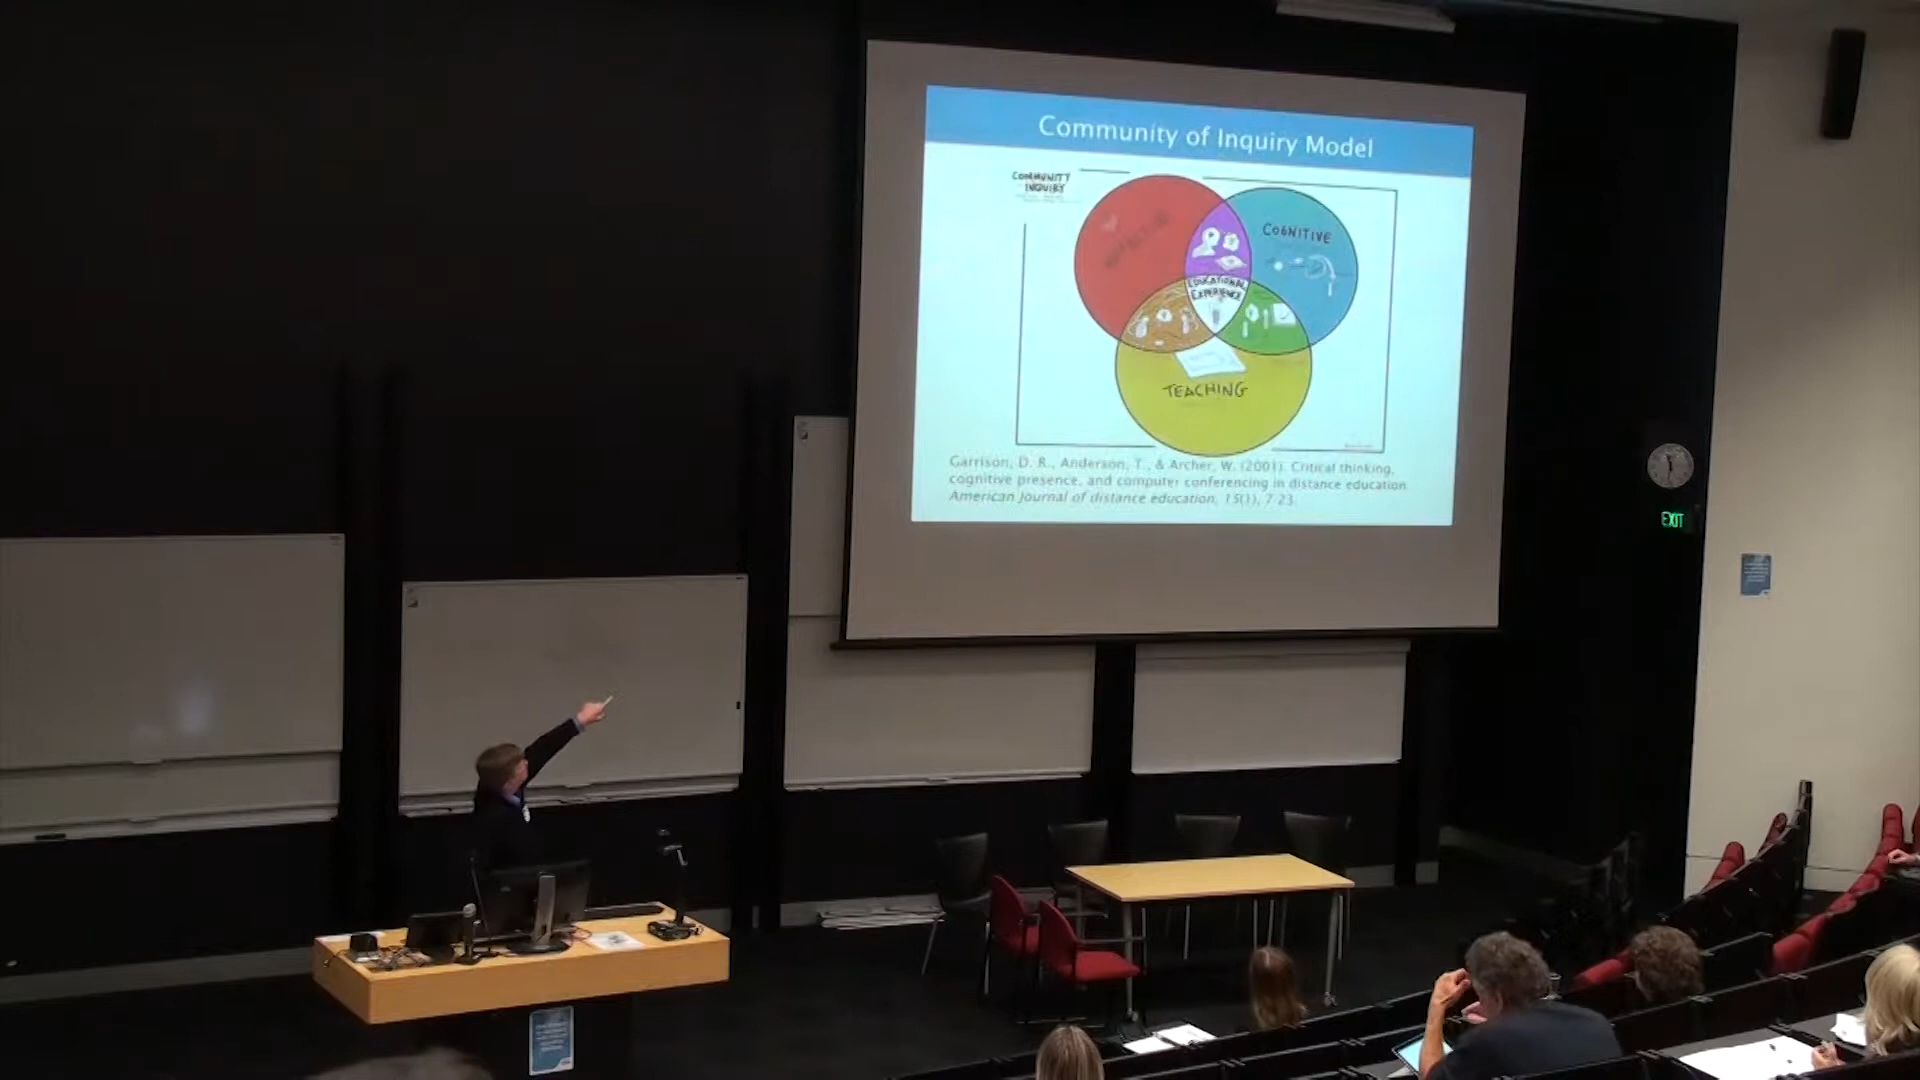 Community of Inquiry Model
COMMUNITY
INQUIRY
COGNITIVE
EDUCATIONAL
EXPERIENCE
TEACHING
Garrison, D. R., Anderson, T., & Archer, W. (2001). Critical thinking,
cognitive presence, and computer conferencing in distance education
American Journal of distance education, 15(1), 7-23.
EXIT